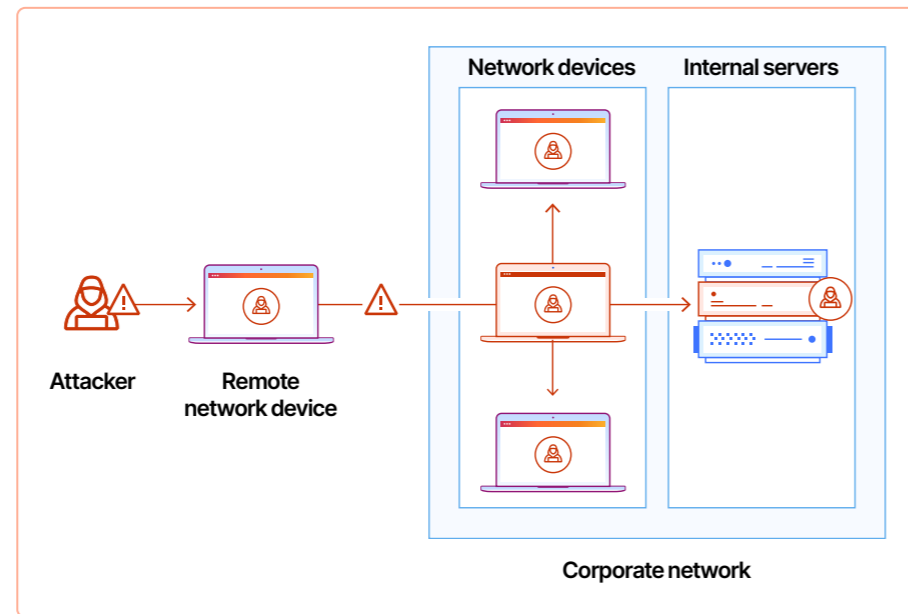 Network devices
Internal servers
Attacker
Remote
network device
Corporate network